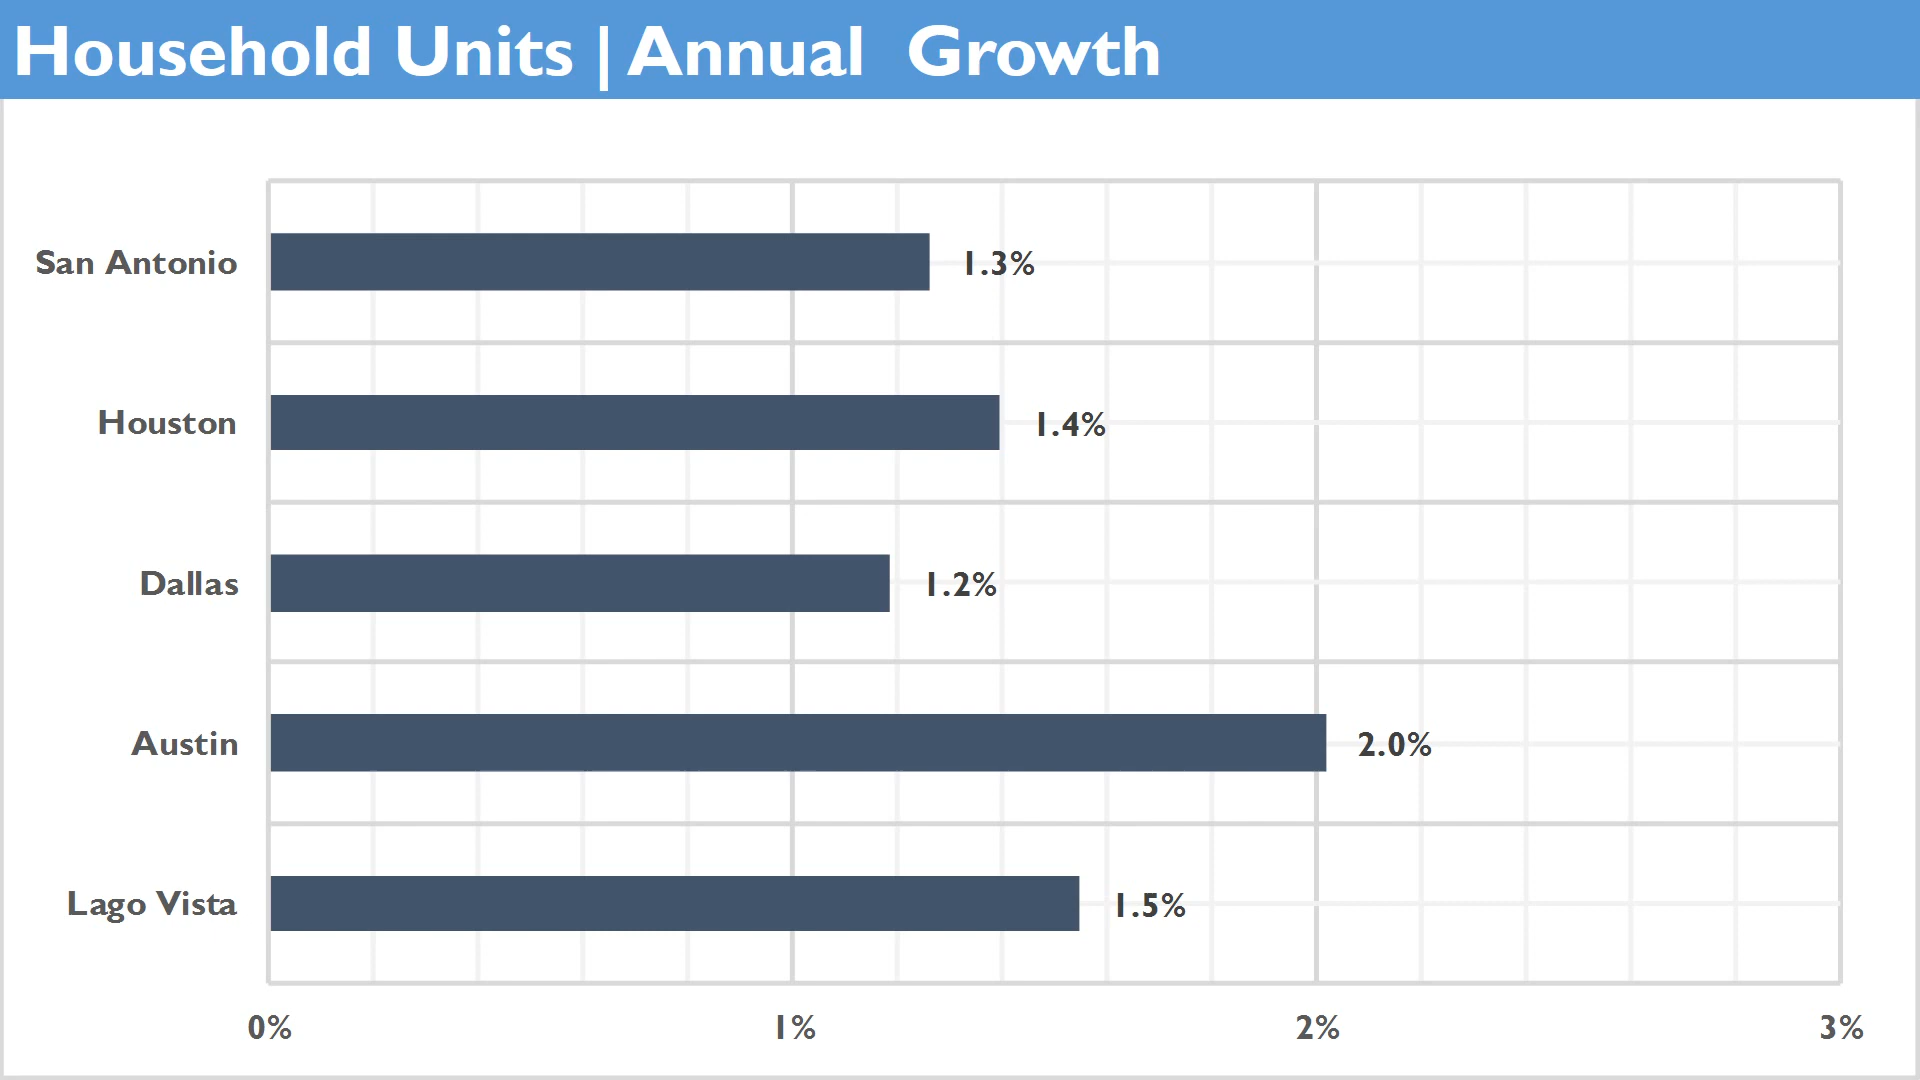 Household Units | Annual Growth
San Antonio 1.3%
Houston 1.4%
Dallas 1.2%
Austin 2.0%
Lago Vista 1.5%
0% 1% 2% 3%